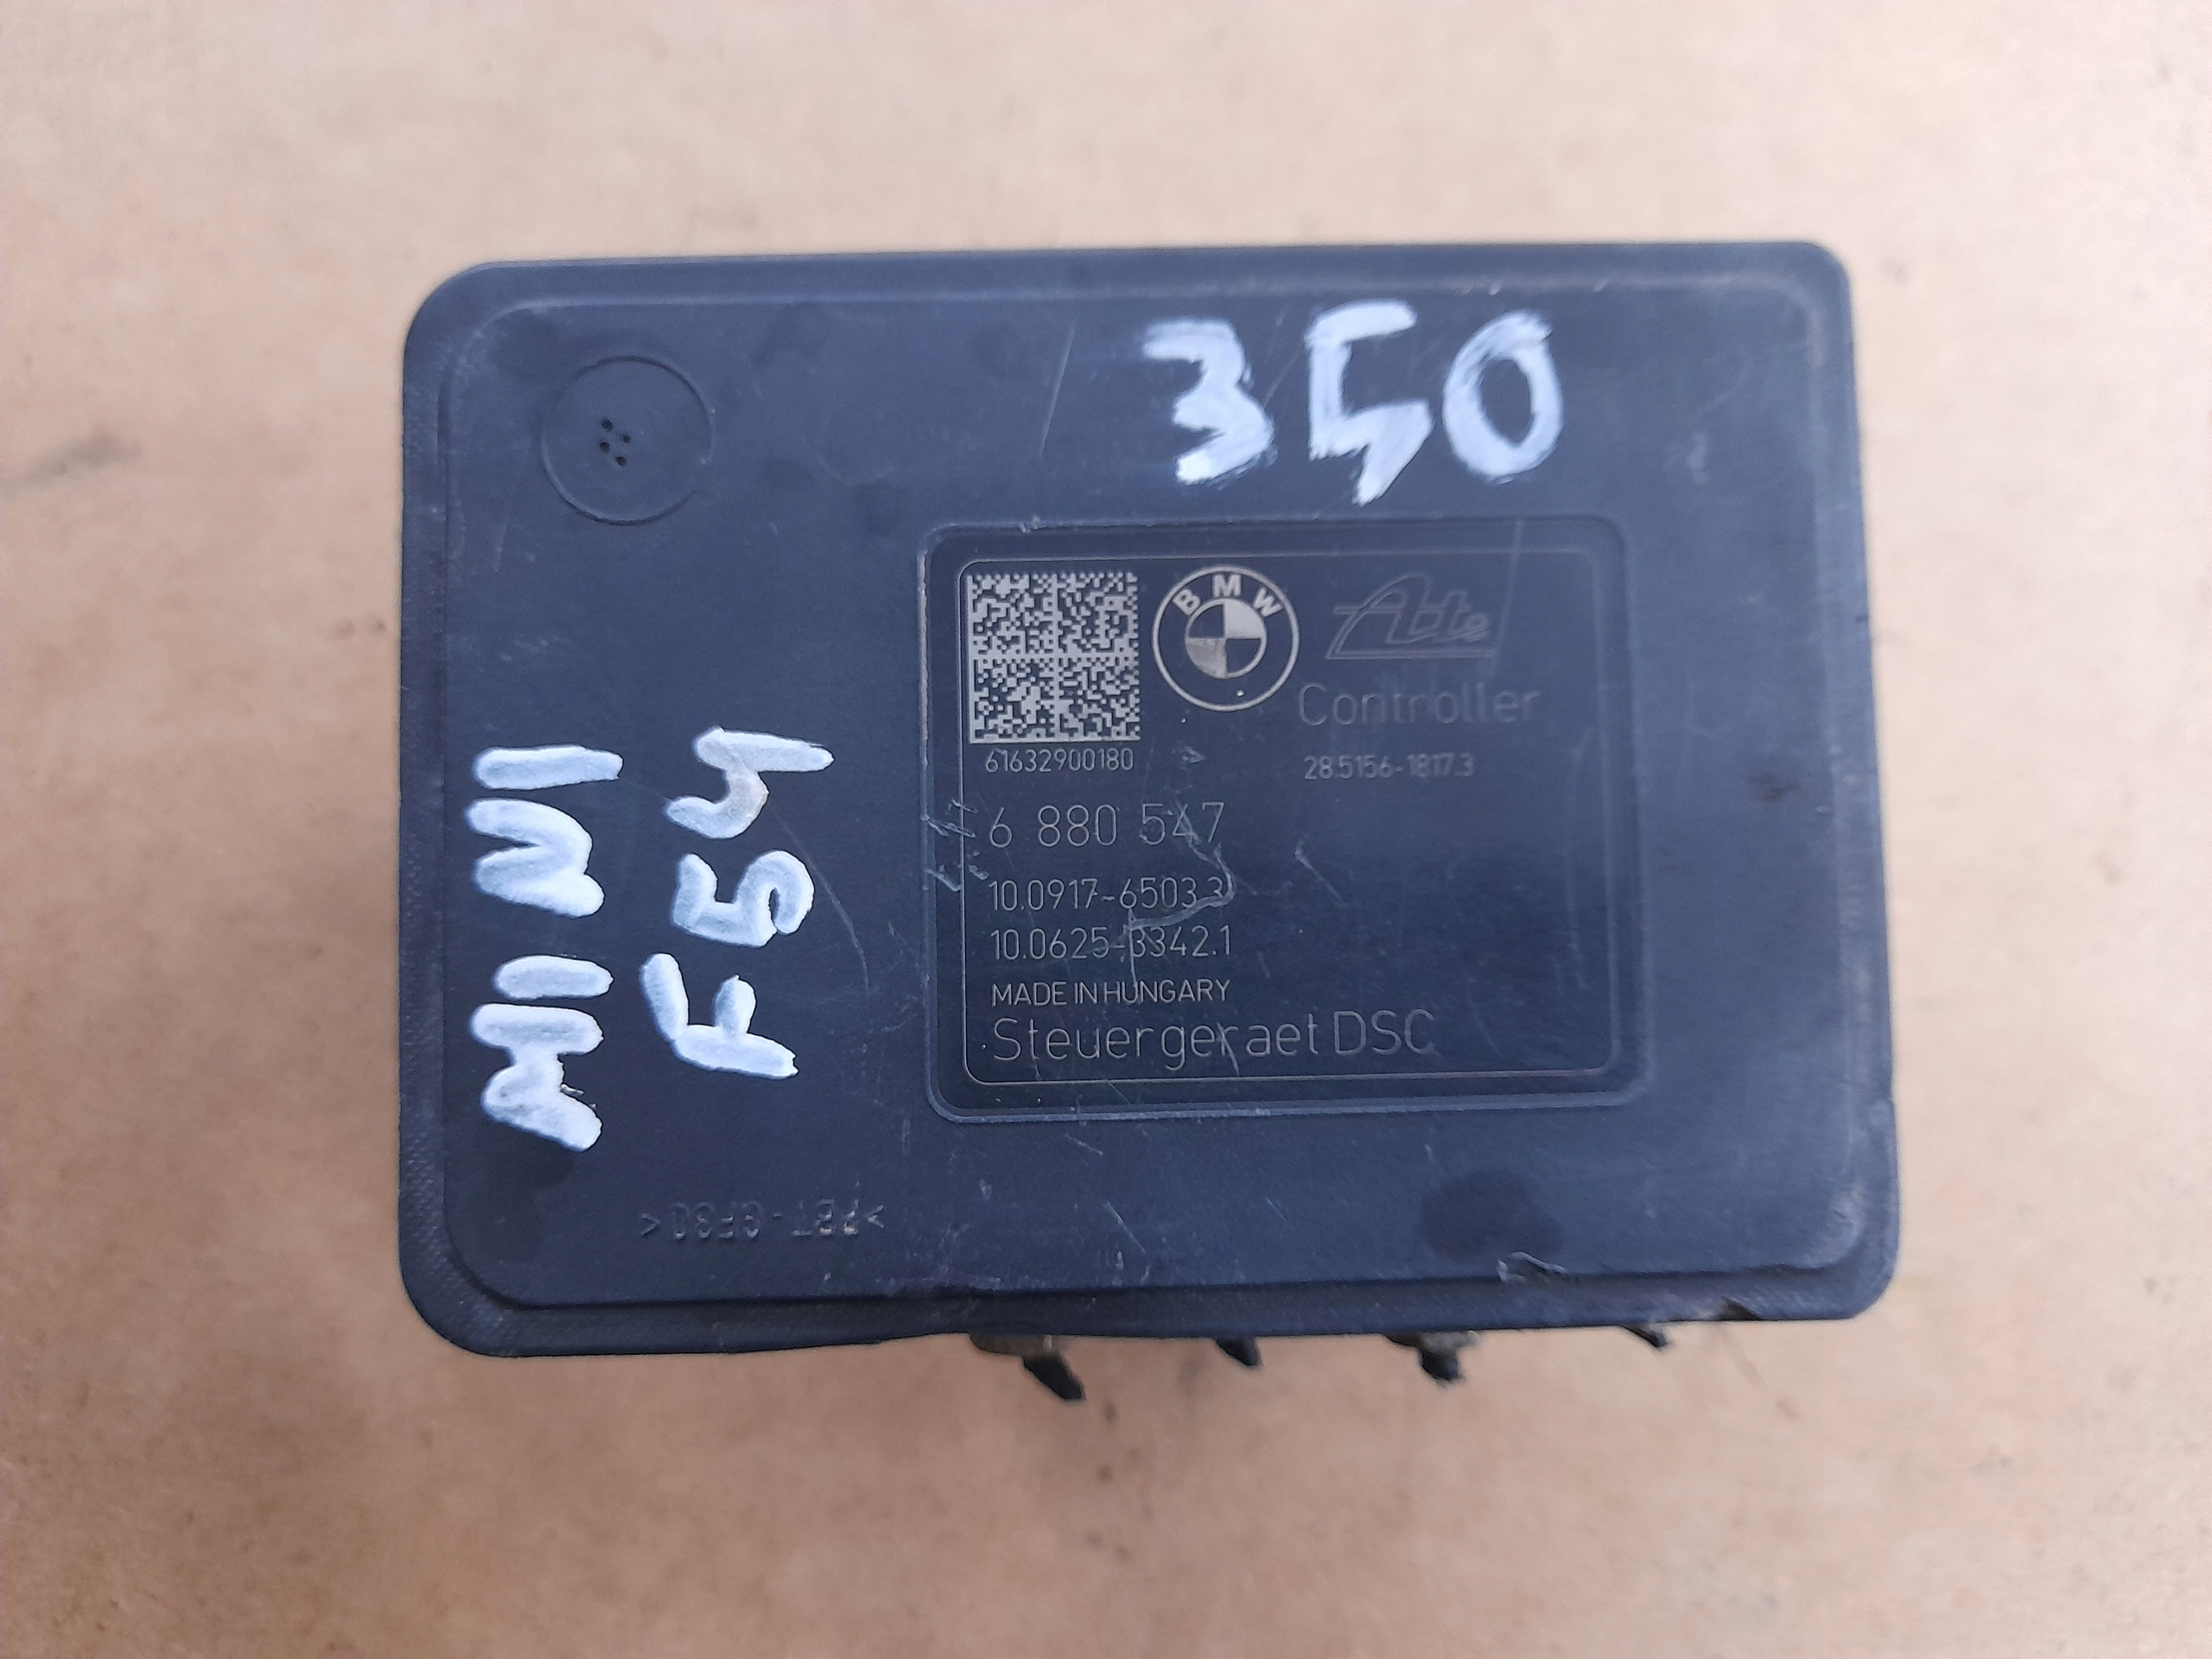 350
MINI
F54
BMW
Ate
Controller
61632900180
28.5156-1817.3
6 880 547
10.0917-6503.3
10.0625-3342.1
MADE IN HUNGARY
Steuergeraet DSC
>PBT-GF30<